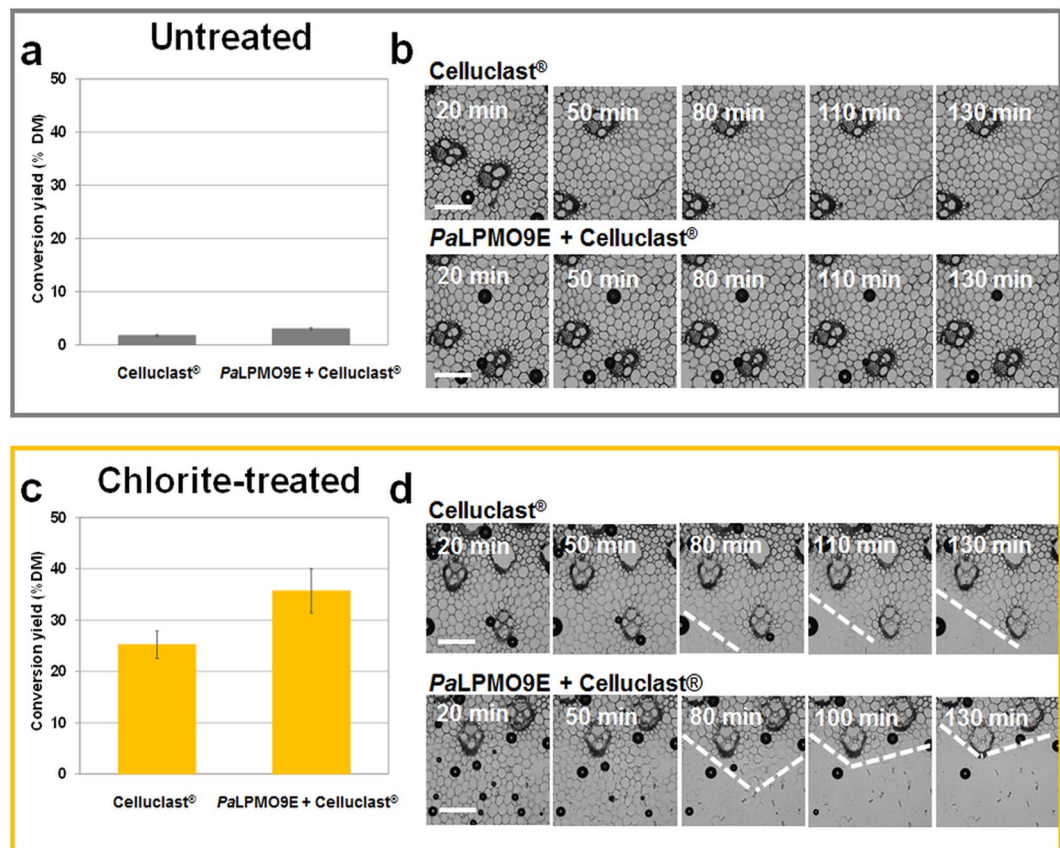 a
Untreated
Conversion yield (% DM)
50
40
30
20
10
0
Celluclast®
PaLPMO9E + Celluclast®
b
Celluclast®
20 min
50 min
80 min
110 min
130 min
PaLPMO9E + Celluclast®
20 min
50 min
80 min
110 min
130 min
c
Chlorite-treated
Conversion yield (%DM)
50
40
30
20
10
0
Celluclast®
PaLPMO9E + Celluclast®
d
Celluclast®
20 min
50 min
80 min
110 min
130 min
PaLPMO9E + Celluclast®
20 min
50 min
80 min
100 min
130 min